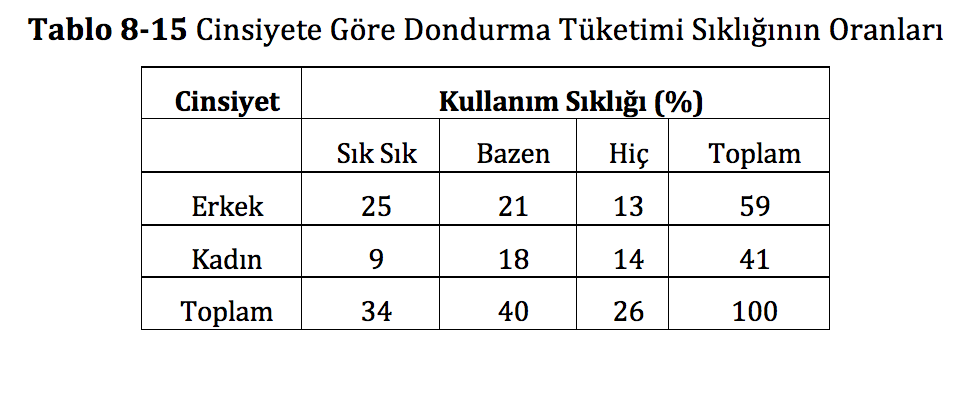 Tablo 8-15 Cinsiyete Göre Dondurma Tüketimi Sıklığının Oranları
Cinsiyet Kullanım Sıklığı (%)
Sık Sık Bazen Hiç Toplam
Erkek 25 21 13 59
Kadın 9 18 14 41
Toplam 34 40 26 100